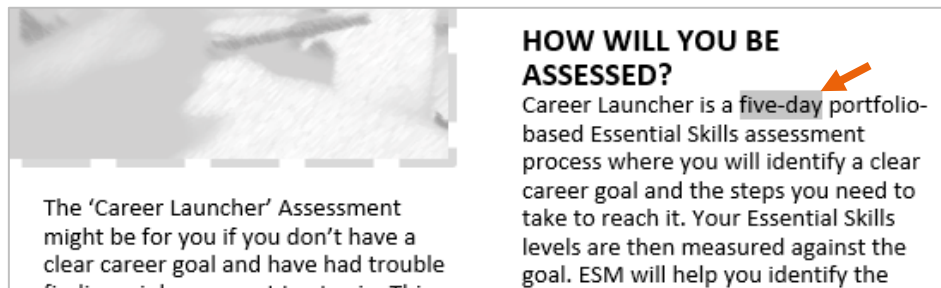 The ‘Career Launcher’ Assessment
might be for you if you don’t have a
clear career goal and have had trouble
HOW WILL YOU BE
ASSESSED?
Career Launcher is a five-day portfolio-
based Essential Skills assessment
process where you will identify a clear
career goal and the steps you need to
take to reach it. Your Essential Skills
levels are then measured against the
goal. ESM will help you identify the